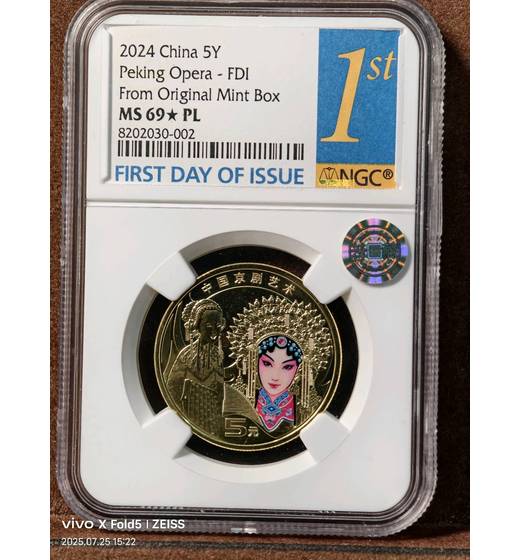 2024 China 5Y
Peking Opera - FDI
From Original Mint Box
MS 69★ PL
8202030-002
FIRST DAY OF ISSUE
1st
NGC®
中国京剧艺术
5元
vivo X Fold5 | ZEISS
2025.07.25 15:22